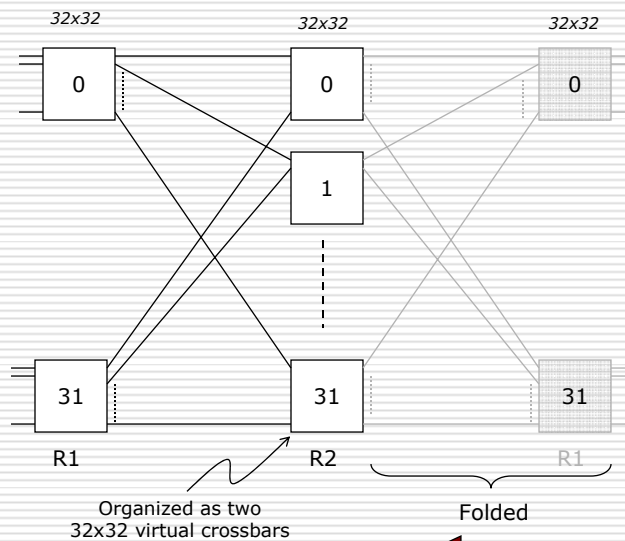 32x32
32x32
32x32
0
0
0
1
31
31
31
R1
R2
R1
Organized as two
32x32 virtual crossbars
Folded